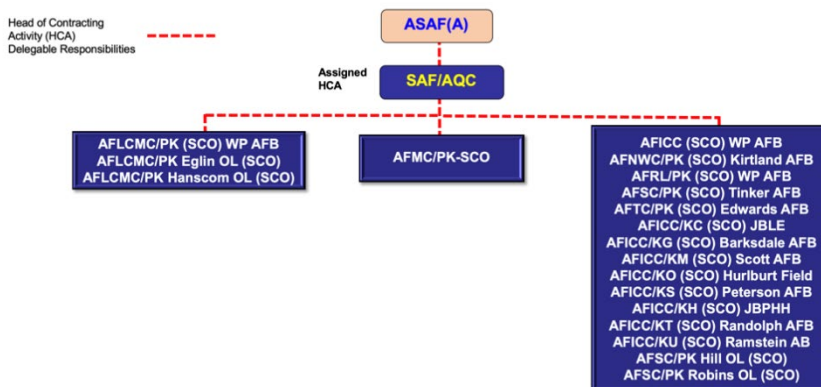 Head of Contracting
Activity (HCA)
Delegable Responsibilities
ASAF(A)
Assigned
HCA
SAF/AQC
AFLCMC/PK (SCO) WP AFB
AFLCMC/PK Eglin OL (SCO)
AFLCMC/PK Hanscom OL (SCO)
AFMC/PK-SCO
AFICC (SCO) WP AFB
AFNWC/PK (SCO) Kirtland AFB
AFRL/PK (SCO) WP AFB
AFSC/PK (SCO) Tinker AFB
AFTC/PK (SCO) Edwards AFB
AFICC/KC (SCO) JBLE
AFICC/KG (SCO) Barksdale AFB
AFICC/KM (SCO) Scott AFB
AFICC/KO (SCO) Hurlburt Field
AFICC/KS (SCO) Peterson AFB
AFICC/KH (SCO) JBPHH
AFICC/KT (SCO) Randolph AFB
AFICC/KU (SCO) Ramstein AB
AFSC/PK Hill OL (SCO)
AFSC/PK Robins OL (SCO)